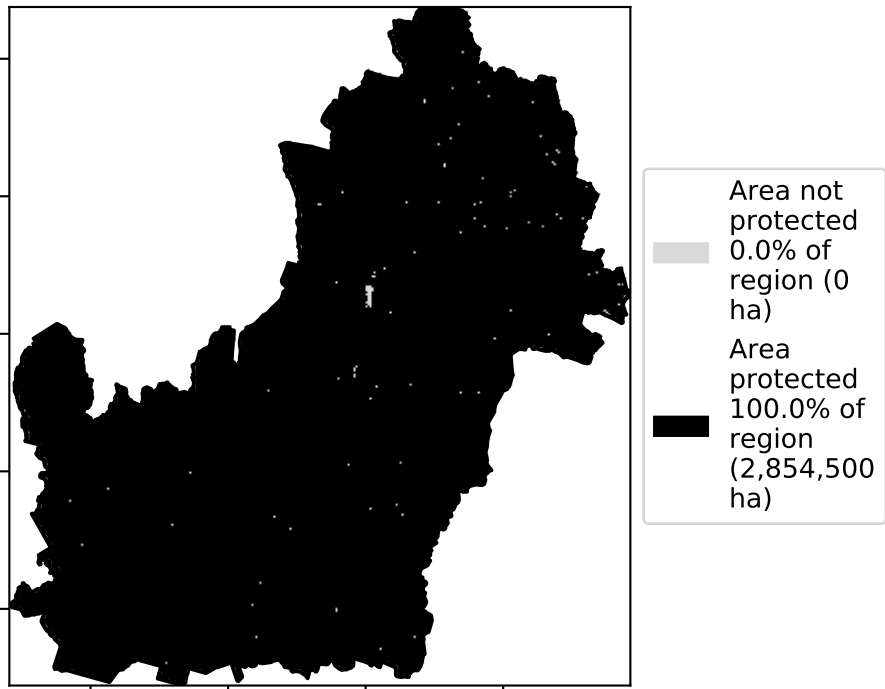 Area not
protected
0.0% of
region (0
ha)
Area
protected
100.0% of
region
(2,854,500
ha)